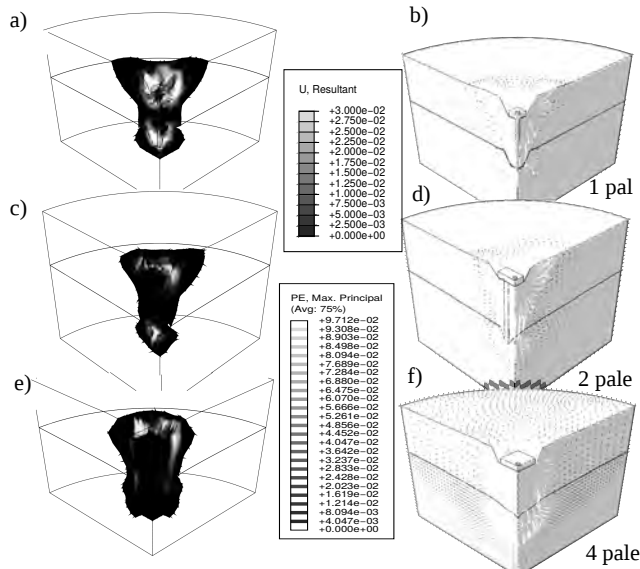 a)
b)
U, Resultant
+3.000e−02
+2.750e−02
+2.500e−02
+2.250e−02
+2.000e−02
+1.750e−02
+1.500e−02
+1.250e−02
+1.000e−02
+7.500e−03
+5.000e−03
+2.500e−03
+0.000e+00
1 pal
c)
d)
2 pale
PE, Max. Principal
(Avg: 75%)
+9.712e−02
+9.308e−02
+8.903e−02
+8.498e−02
+8.094e−02
+7.689e−02
+7.284e−02
+6.880e−02
+6.475e−02
+6.070e−02
+5.666e−02
+5.261e−02
+4.856e−02
+4.452e−02
+4.047e−02
+3.642e−02
+3.237e−02
+2.833e−02
+2.428e−02
+2.023e−02
+1.619e−02
+1.214e−02
+8.094e−03
+4.047e−03
+0.000e+00
e)
f)
4 pale